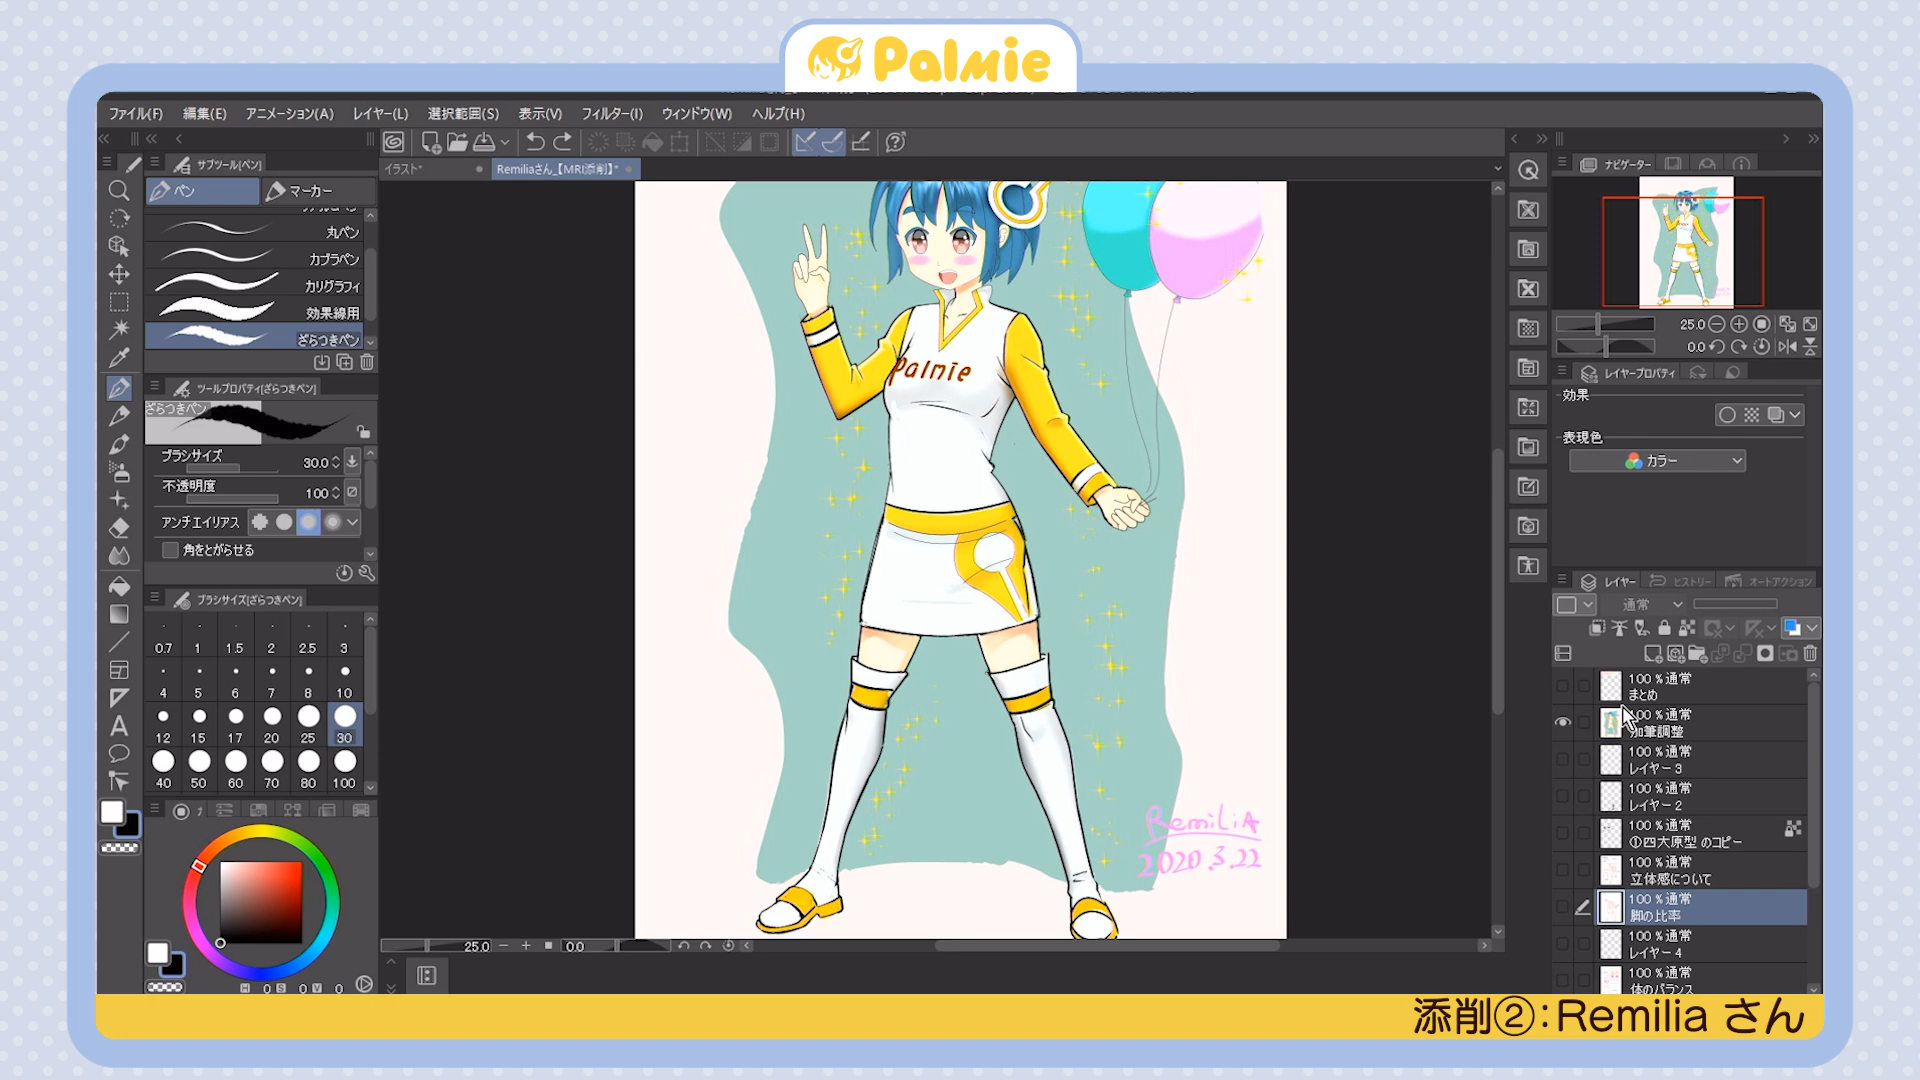 Palmie
ファイル(F) 編集(E) アニメーション(A) レイヤー(L) 選択範囲(S) 表示(V) フィルター(I) ウィンドウ(W) ヘルプ(H)
サブツール[ペン]
ペン
マーカー
丸ペン
カブラペン
カリグラフィ
効果線用
ざらつきペン
ツールプロパティ[ざらつきペン]
ざらつきペン
ブラシサイズ 30.0
不透明度 100
アンチエイリアス
角をとがらせる
ブラシサイズ[ざらつきペン]
0.7 1 1.5 2 2.5 3
4 5 6 7 8 10
12 15 17 20 25 30
40 50 60 70 80 100
H 0 S 0 V 0
イラスト*
Remiliaさん_【MRI添削】*
Palmie
RemiLiA
2020.3.22
25.0
0.0
ナビゲーター
25.0
0.0
レイヤープロパティ
効果
表現色
カラー
レイヤー ヒストリー オートアクション
通常
100 %通常
まとめ
100 %通常
加筆調整
100 %通常
レイヤー 3
100 %通常
レイヤー 2
100 %通常
①四大原型 のコピー
100 %通常
立体感について
100 %通常
脚の比率
100 %通常
レイヤー 4
100 %通常
体のバランス
添削②:Remilia さん